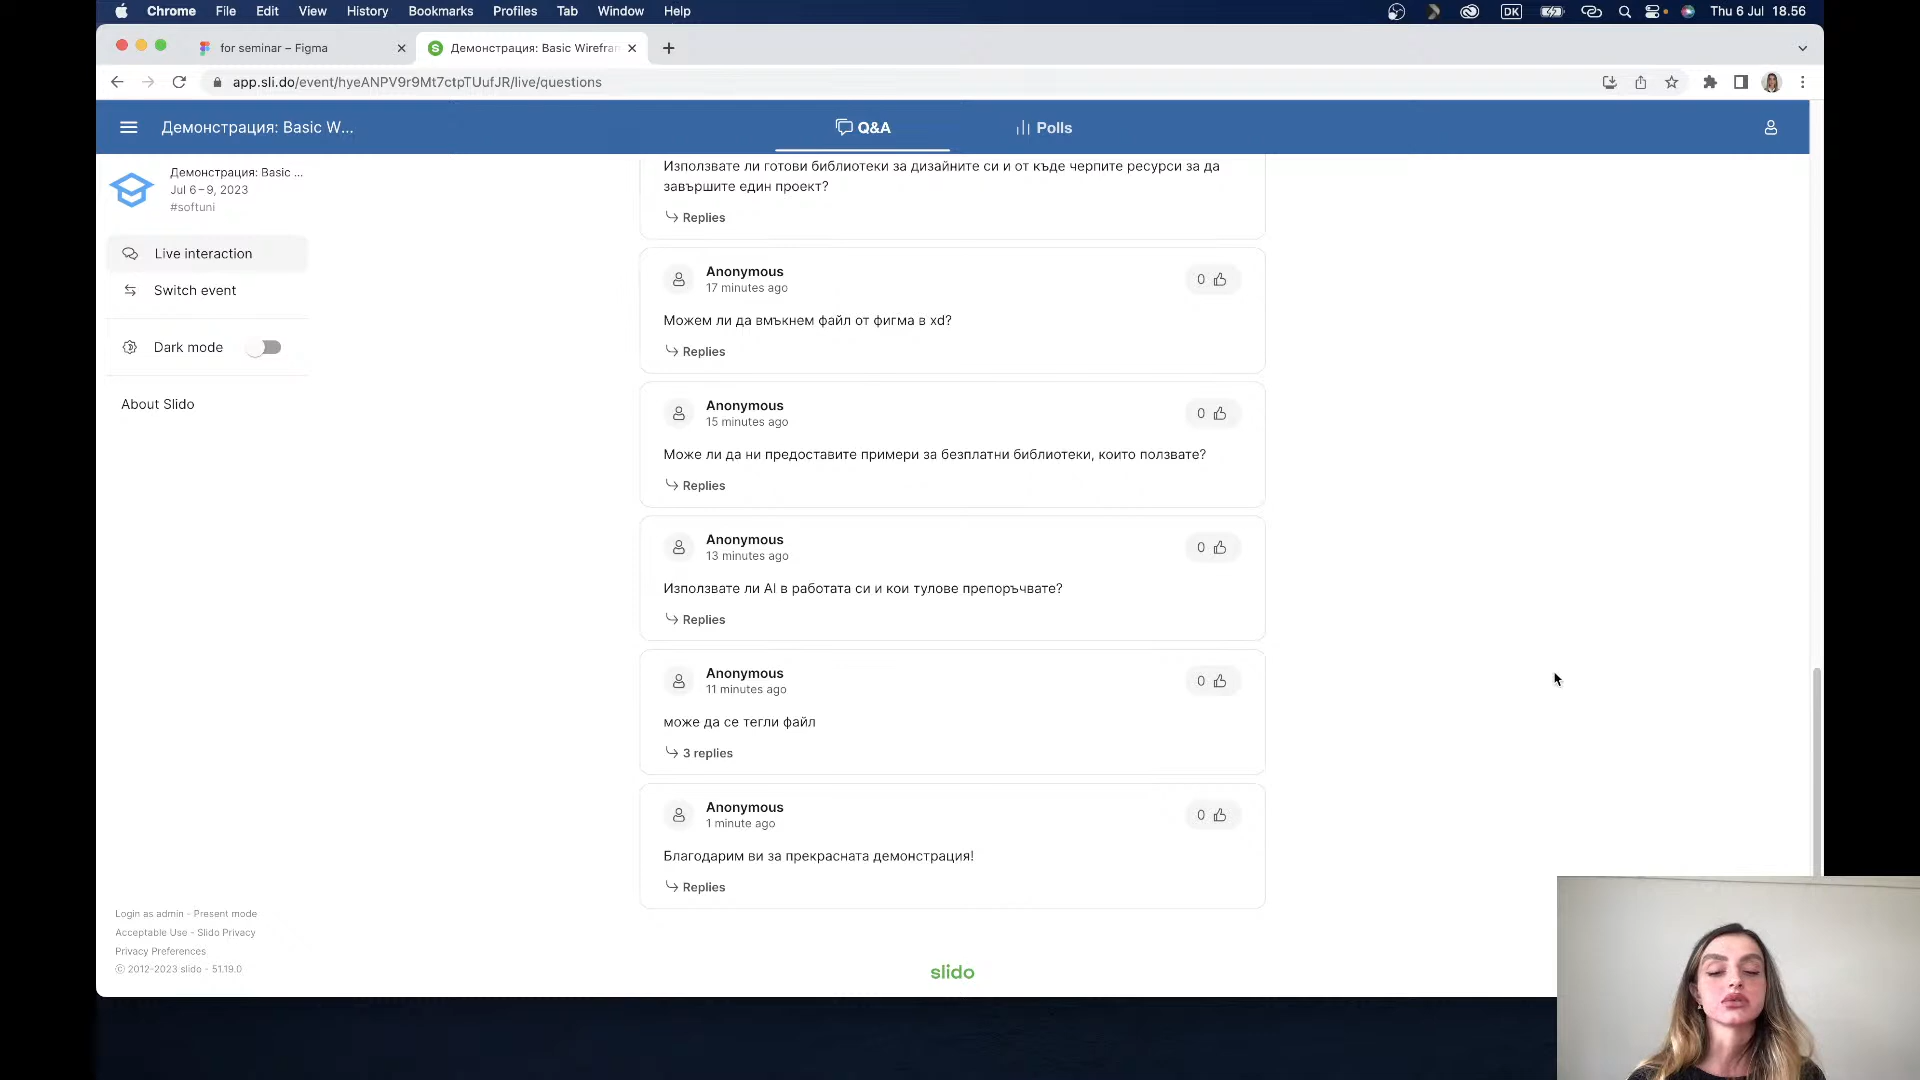 Chrome File Edit View History Bookmarks Profiles Tab Window Help DK Thu 6 Jul 18.56
for seminar – Figma
Демонстрация: Basic Wirefra
app.sli.do/event/hyeANPV9r9Mt7ctpTUufJR/live/questions
Демонстрация: Basic W...
Q&A
Polls
Демонстрация: Basic ...
Jul 6 – 9, 2023
#softuni
Live interaction
Switch event
Dark mode
About Slido
Използвате ли готови библиотеки за дизайните си и от къде черпите ресурси за да
завършите един проект?
Replies
Anonymous
17 minutes ago
0
Можем ли да вмъкнем файл от фигма в xd?
Replies
Anonymous
15 minutes ago
0
Може ли да ни предоставите примери за безплатни библиотеки, които ползвате?
Replies
Anonymous
13 minutes ago
0
Използвате ли AI в работата си и кои тулове препоръчвате?
Replies
Anonymous
11 minutes ago
0
може да се тегли файл
3 replies
Anonymous
1 minute ago
0
Благодарим ви за прекрасната демонстрация!
Replies
Login as admin - Present mode
Acceptable Use - Slido Privacy
Privacy Preferences
© 2012-2023 slido - 51.19.0
slido